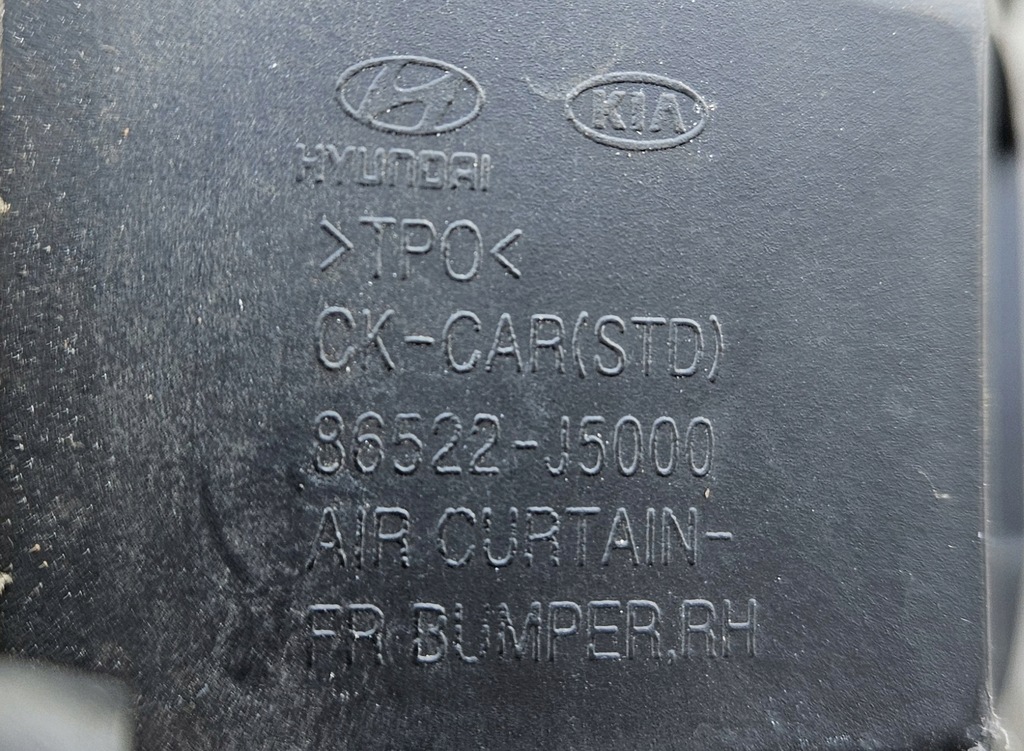 KIA
HYUNDAI
>TPO<
CK-CAR(STD)
86522-J5000
AIR CURTAIN-
FR BUMPER,RH